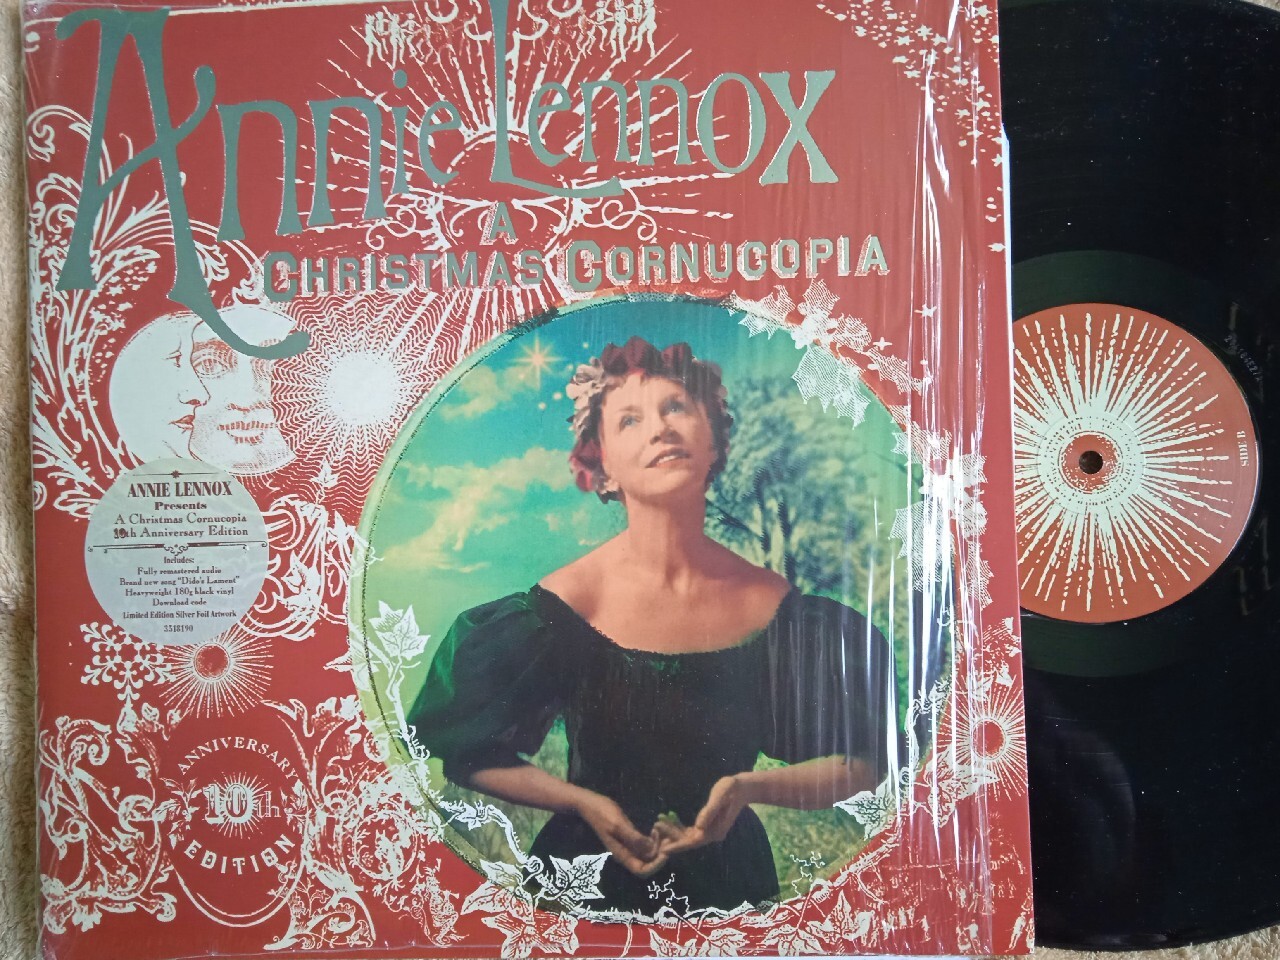 Annie Lennox
A
CHRISTMAS CORNUCOPIA
ANNIE LENNOX
Presents
A Christmas Cornucopia
10th Anniversary Edition
Includes:
Fully remastered audio
Brand new song "Dido's Lament"
Heavyweight 180g black vinyl
Download code
Limited Edition Silver Foil Artwork
3518190
ANNIVERSARY
10th
EDITION
SIDE B